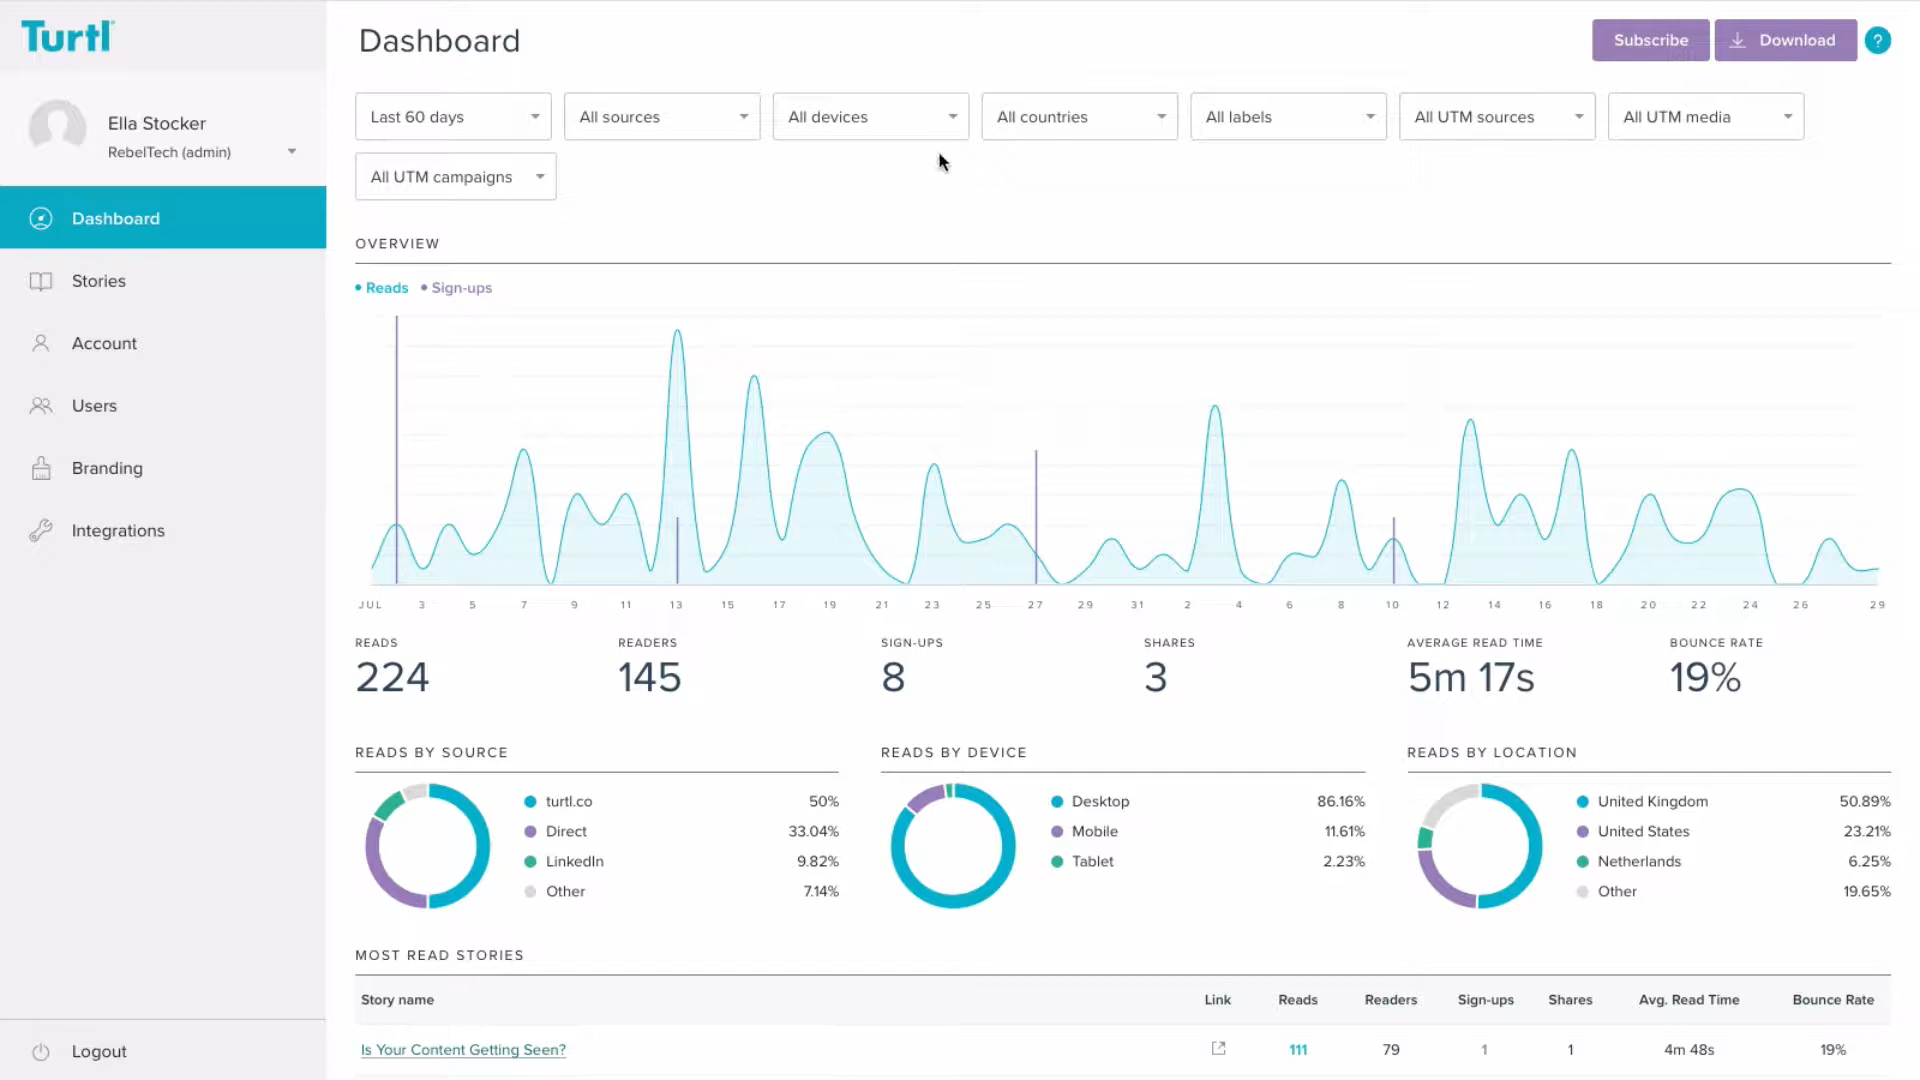 Turtl
Dashboard
Subscribe
Download
?
Ella Stocker
RebelTech (admin)
Last 60 days
All sources
All devices
All countries
All labels
All UTM sources
All UTM media
All UTM campaigns
Dashboard
Stories
Account
Users
Branding
Integrations
Logout
OVERVIEW
Reads Sign-ups
JUL 3 5 7 9 11 13 15 17 19 21 23 25 27 29 31 2 4 6 8 10 12 14 16 18 20 22 24 26 29
READS READERS SIGN-UPS SHARES AVERAGE READ TIME BOUNCE RATE
224 145 8 3 5m 17s 19%
READS BY SOURCE
turtl.co 50%
Direct 33.04%
LinkedIn 9.82%
Other 7.14%
READS BY DEVICE
Desktop 86.16%
Mobile 11.61%
Tablet 2.23%
READS BY LOCATION
United Kingdom 50.89%
United States 23.21%
Netherlands 6.25%
Other 19.65%
MOST READ STORIES
Story name Link Reads Readers Sign-ups Shares Avg. Read Time Bounce Rate
Is Your Content Getting Seen? 111 79 1 1 4m 48s 19%